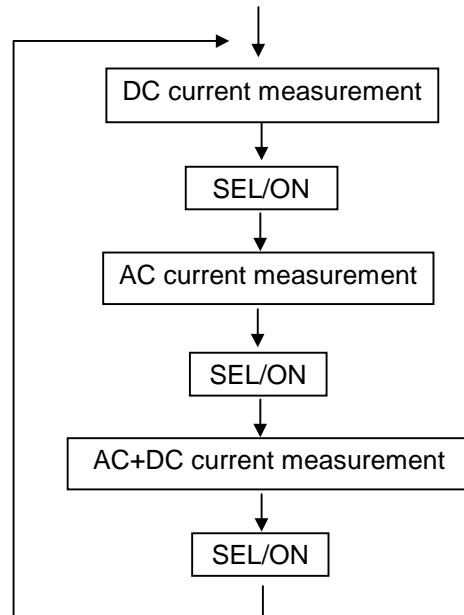 DC current measurement
SEL/ON
AC current measurement
SEL/ON
AC+DC current measurement
SEL/ON